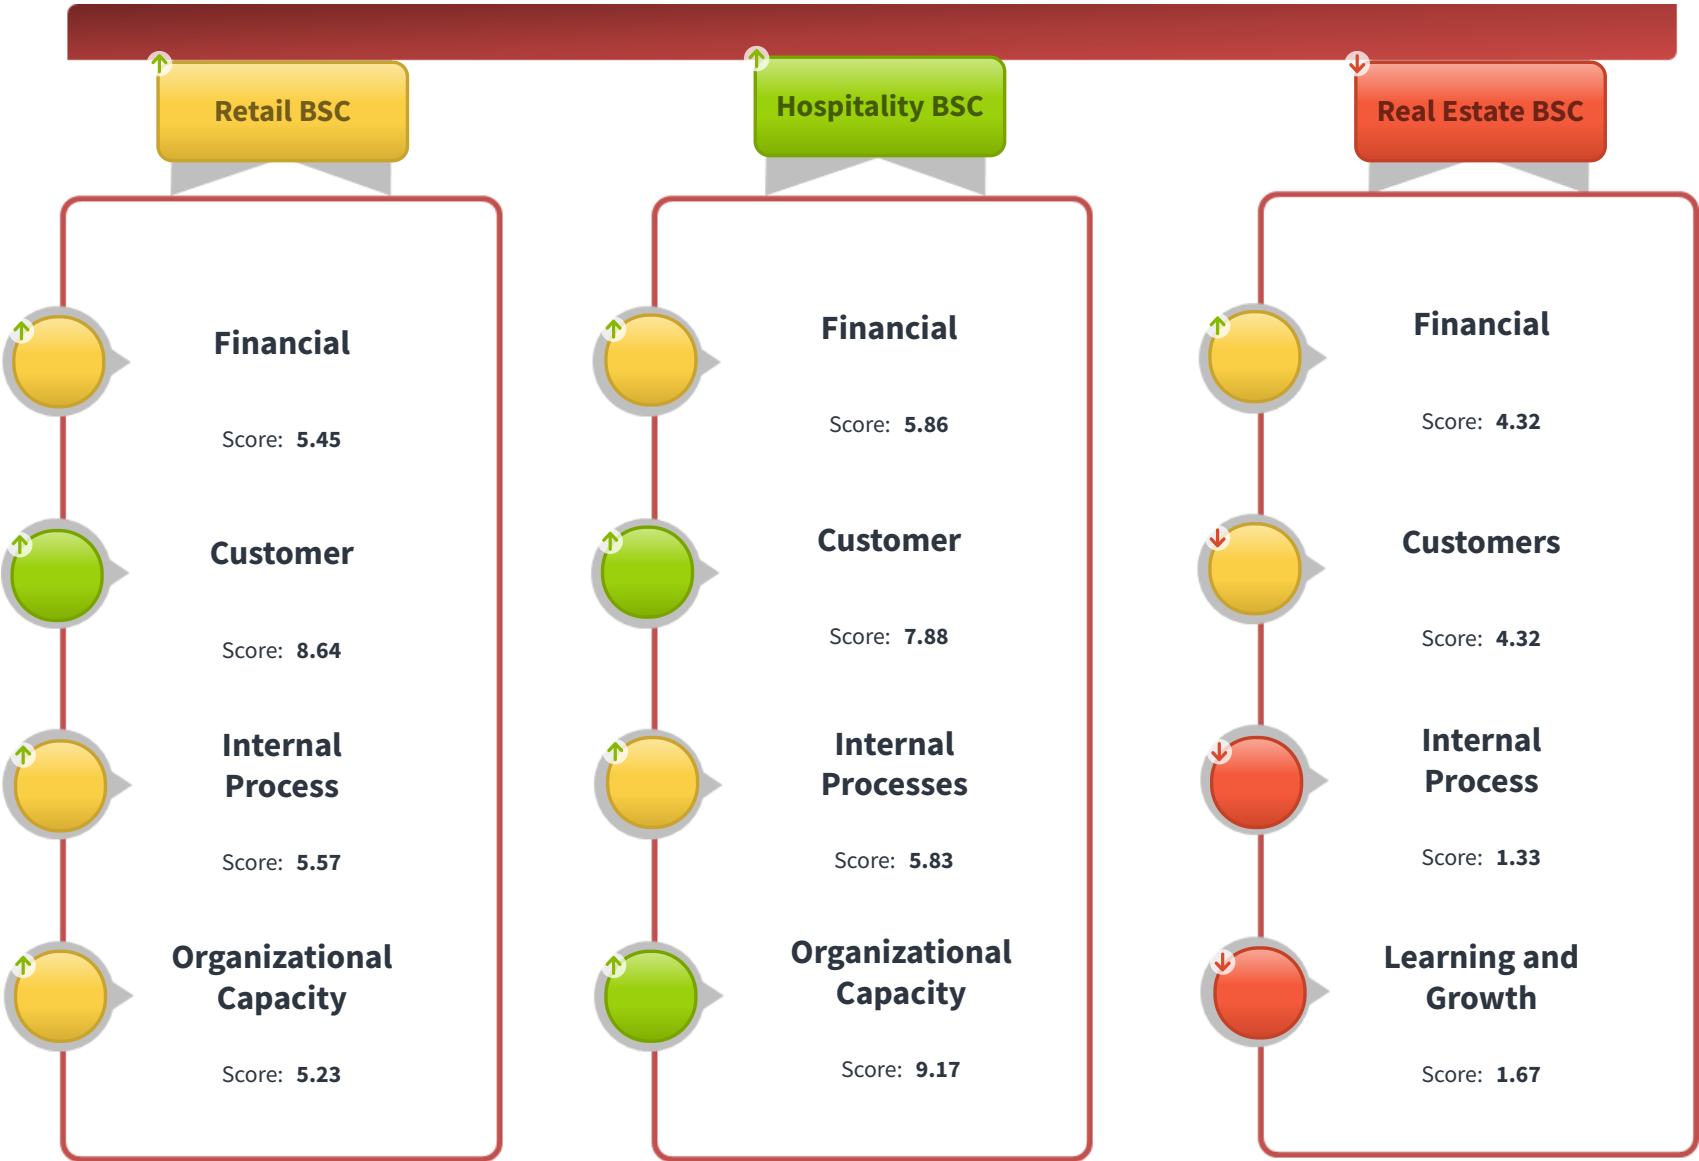 Retail BSC
Hospitality BSC
Real Estate BSC
Financial
Score: 5.45
Customer
Score: 8.64
Internal
Process
Score: 5.57
Organizational
Capacity
Score: 5.23
Financial
Score: 5.86
Customer
Score: 7.88
Internal
Processes
Score: 5.83
Organizational
Capacity
Score: 9.17
Financial
Score: 4.32
Customers
Score: 4.32
Internal
Process
Score: 1.33
Learning and
Growth
Score: 1.67